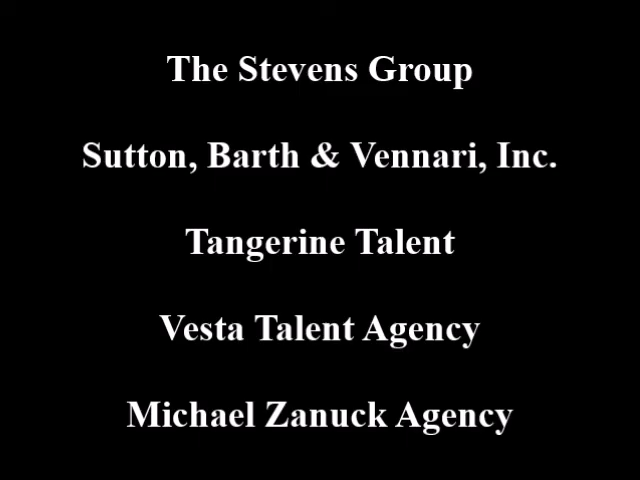 The Stevens Group
Sutton, Barth & Vennari, Inc.
Tangerine Talent
Vesta Talent Agency
Michael Zanuck Agency